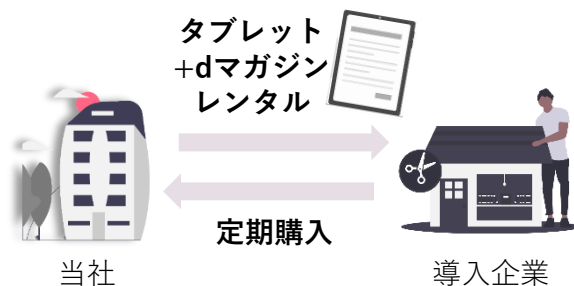 タブレット
+dマガジン
レンタル
定期購入
当社
導入企業